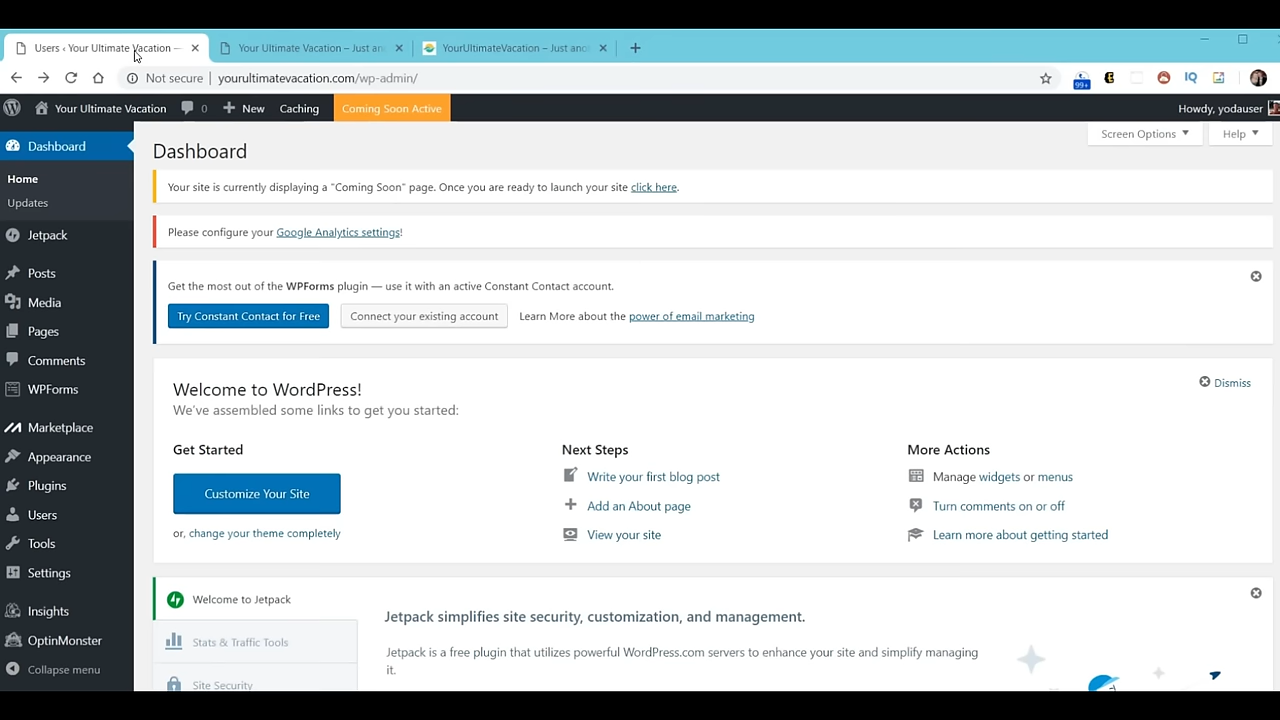 Users ‹ Your Ultimate Vacation —
Your Ultimate Vacation – Just an
YourUltimateVacation – Just ano
Not secure
yourultimatevacation.com/wp-admin/
99+
IQ
Your Ultimate Vacation
0
New
Caching
Coming Soon Active
Howdy, yodauser
Screen Options
Help
Dashboard
Home
Updates
Jetpack
Posts
Media
Pages
Comments
WPForms
Marketplace
Appearance
Plugins
Users
Tools
Settings
Insights
OptinMonster
Collapse menu
Dashboard
Your site is currently displaying a "Coming Soon" page. Once you are ready to launch your site click here.
Please configure your Google Analytics settings!
Get the most out of the WPForms plugin — use it with an active Constant Contact account.
Try Constant Contact for Free
Connect your existing account
Learn More about the power of email marketing
Welcome to WordPress!
Dismiss
We've assembled some links to get you started:
Get Started
Customize Your Site
or, change your theme completely
Next Steps
Write your first blog post
Add an About page
View your site
More Actions
Manage widgets or menus
Turn comments on or off
Learn more about getting started
Welcome to Jetpack
Stats & Traffic Tools
Site Security
Jetpack simplifies site security, customization, and management.
Jetpack is a free plugin that utilizes powerful WordPress.com servers to enhance your site and simplify managing
it.